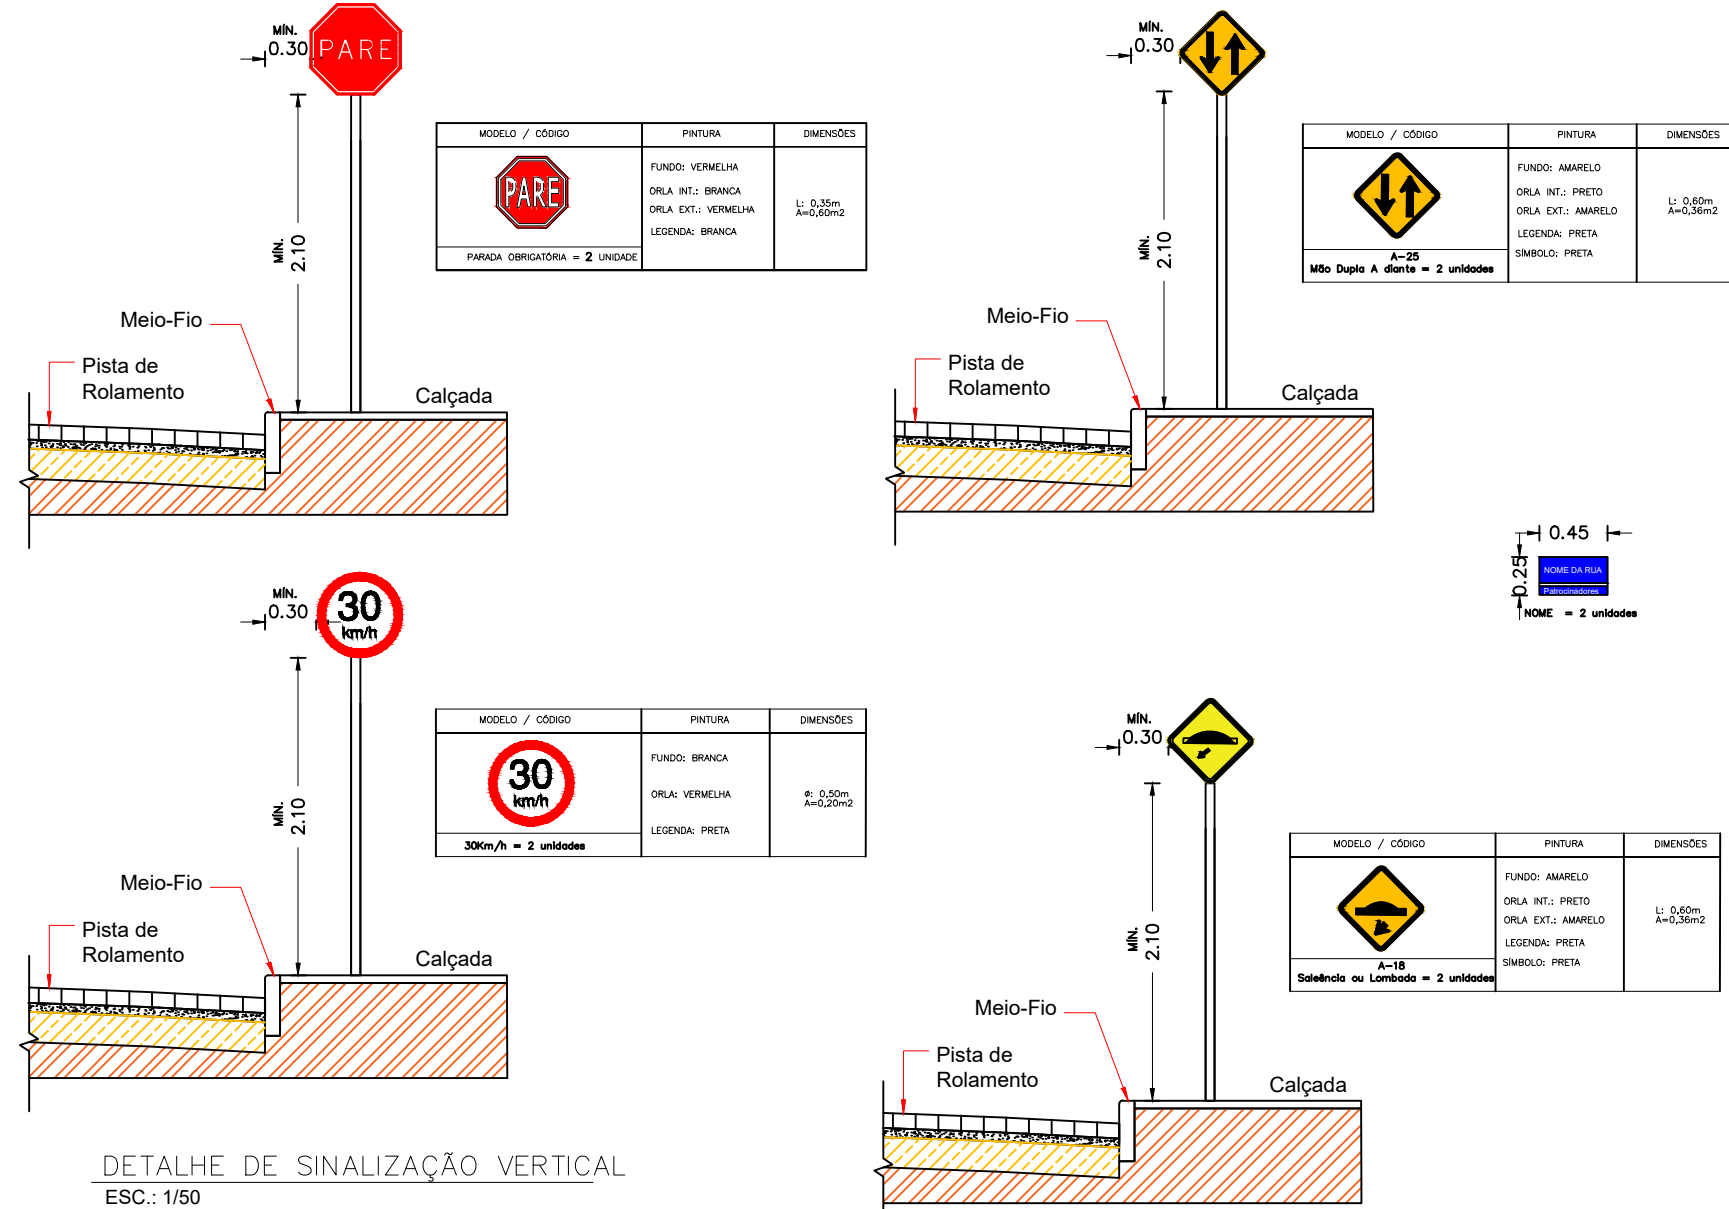 MÍN.
0.30
PARE
MÍN.
2.10
Meio-Fio
Pista de
Rolamento
Calçada
MODELO / CÓDIGO
PINTURA
DIMENSÕES
PARE
FUNDO: VERMELHA
ORLA INT.: BRANCA
ORLA EXT.: VERMELHA
LEGENDA: BRANCA
L: 0,35m
A=0,60m2
PARADA OBRIGATÓRIA = 2 UNIDADE
MÍN.
0.30
MÍN.
2.10
Meio-Fio
Pista de
Rolamento
Calçada
MODELO / CÓDIGO
PINTURA
DIMENSÕES
FUNDO: AMARELO
ORLA INT.: PRETO
ORLA EXT.: AMARELO
LEGENDA: PRETA
SÍMBOLO: PRETA
L: 0,60m
A=0,36m2
A-25
Mão Dupla A diante = 2 unidades
0.45
0.25
NOME DA RUA
Patrocinadores
NOME = 2 unidades
MÍN.
0.30
30
km/h
MÍN.
2.10
Meio-Fio
Pista de
Rolamento
Calçada
MODELO / CÓDIGO
PINTURA
DIMENSÕES
30
km/h
FUNDO: BRANCA
ORLA: VERMELHA
LEGENDA: PRETA
ø: 0,50m
A=0,20m2
30Km/h = 2 unidades
MÍN.
0.30
MÍN.
2.10
Meio-Fio
Pista de
Rolamento
Calçada
MODELO / CÓDIGO
PINTURA
DIMENSÕES
FUNDO: AMARELO
ORLA INT.: PRETO
ORLA EXT.: AMARELO
LEGENDA: PRETA
SÍMBOLO: PRETA
L: 0,60m
A=0,36m2
A-18
Saleência ou Lombada = 2 unidades
DETALHE DE SINALIZAÇÃO VERTICAL
ESC.: 1/50